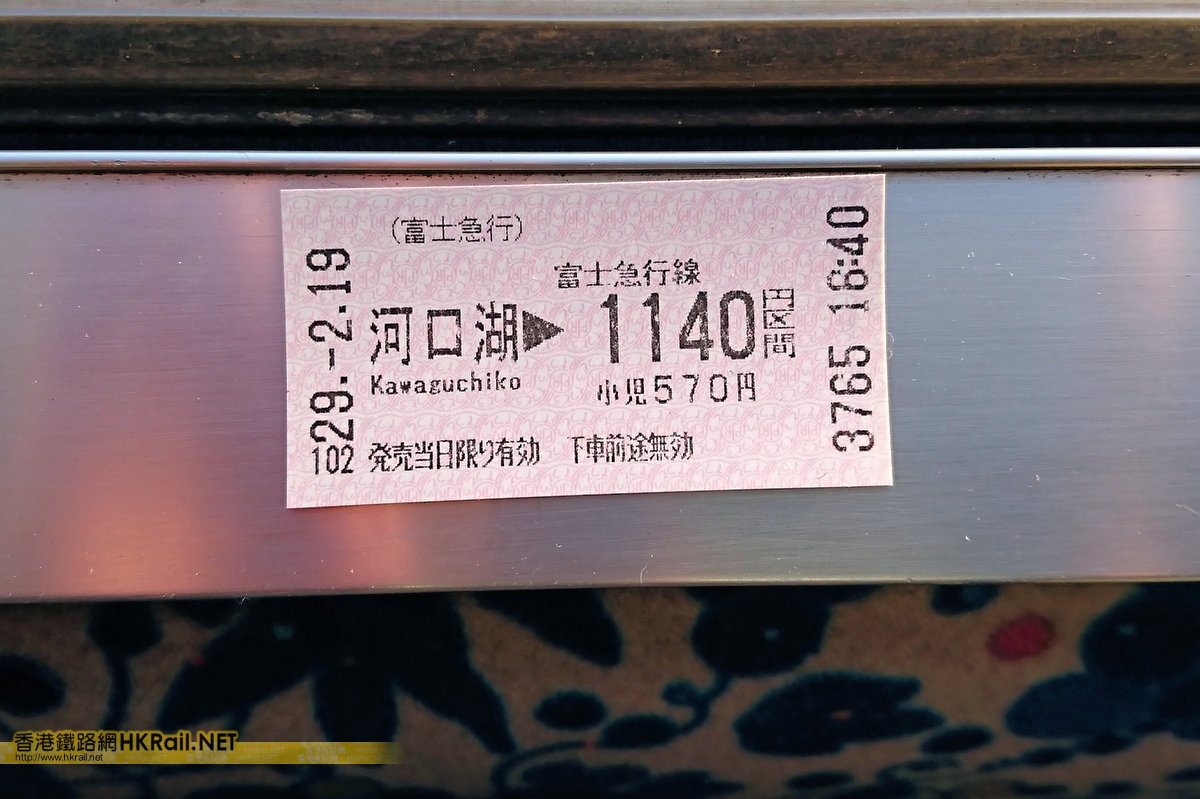 (富士急行)
富士急行線
河口湖▶1140円区間
Kawaguchiko
小児570円
発売当日限り有効 下車前途無効
29.-2.19
102
3765 16:40
香港鐵路網HKRail.NET
http://www.hkrail.net